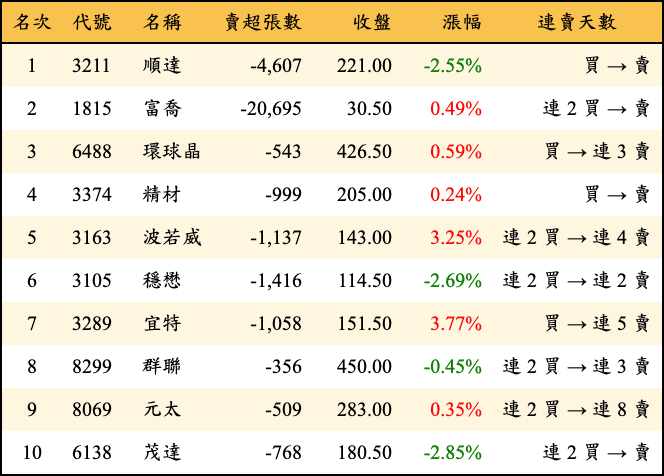 名次 代號 名稱 賣超張數 收盤 漲幅 連賣天數
1 3211 順達 -4,607 221.00 -2.55% 買 → 賣
2 1815 富喬 -20,695 30.50 0.49% 連 2 買 → 賣
3 6488 環球晶 -543 426.50 0.59% 買 → 連 3 賣
4 3374 精材 -999 205.00 0.24% 買 → 賣
5 3163 波若威 -1,137 143.00 3.25% 連 2 買 → 連 4 賣
6 3105 穩懋 -1,416 114.50 -2.69% 連 2 買 → 連 2 賣
7 3289 宜特 -1,058 151.50 3.77% 買 → 連 5 賣
8 8299 群聯 -356 450.00 -0.45% 連 2 買 → 連 3 賣
9 8069 元太 -509 283.00 0.35% 連 2 買 → 連 8 賣
10 6138 茂達 -768 180.50 -2.85% 連 2 買 → 賣